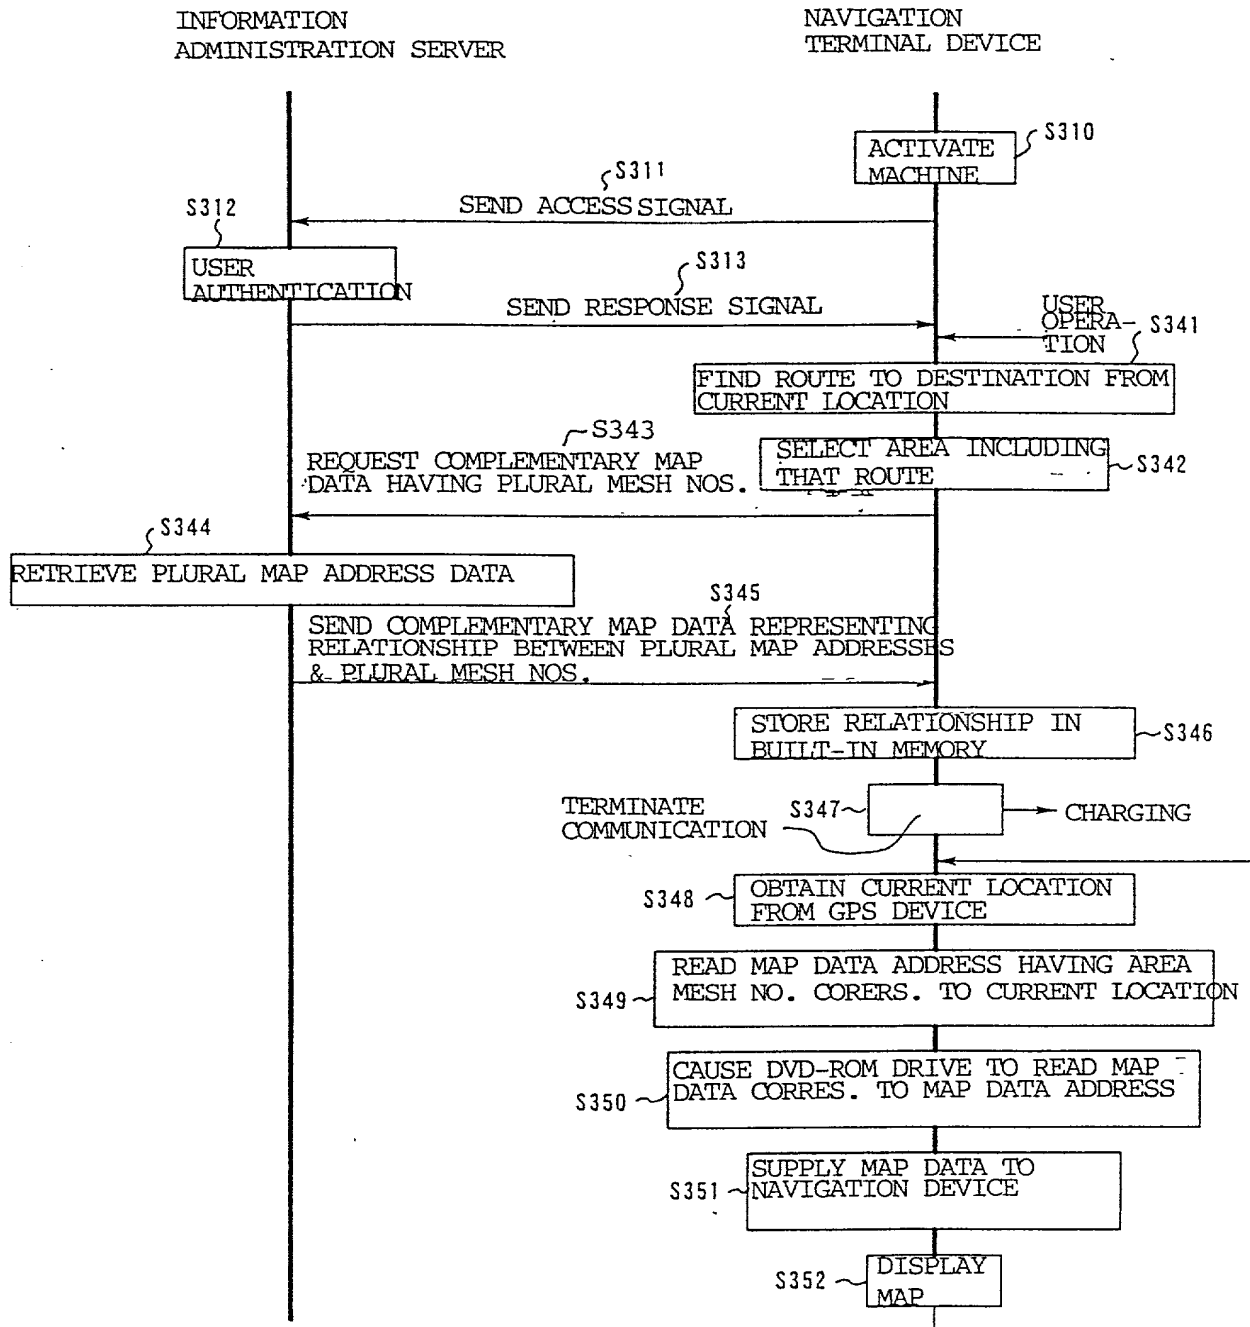 INFORMATION
ADMINISTRATION SERVER
NAVIGATION
TERMINAL DEVICE
S310
ACTIVATE
MACHINE
S311
SEND ACCESS SIGNAL
S312
USER
AUTHENTICATION
S313
SEND RESPONSE SIGNAL
USER
OPERA-
TION
S341
FIND ROUTE TO DESTINATION FROM
CURRENT LOCATION
S343
REQUEST COMPLEMENTARY MAP
DATA HAVING PLURAL MESH NOS.
SELECT AREA INCLUDING
THAT ROUTE
S342
S344
RETRIEVE PLURAL MAP ADDRESS DATA
S345
SEND COMPLEMENTARY MAP DATA REPRESENTING
RELATIONSHIP BETWEEN PLURAL MAP ADDRESSES
& PLURAL MESH NOS.
STORE RELATIONSHIP IN
BUILT-IN MEMORY
S346
TERMINATE
COMMUNICATION
S347
CHARGING
S348
OBTAIN CURRENT LOCATION
FROM GPS DEVICE
S349
READ MAP DATA ADDRESS HAVING AREA
MESH NO. CORERS. TO CURRENT LOCATION
S350
CAUSE DVD-ROM DRIVE TO READ MAP
DATA CORRES. TO MAP DATA ADDRESS
S351
SUPPLY MAP DATA TO
NAVIGATION DEVICE
S352
DISPLAY
MAP